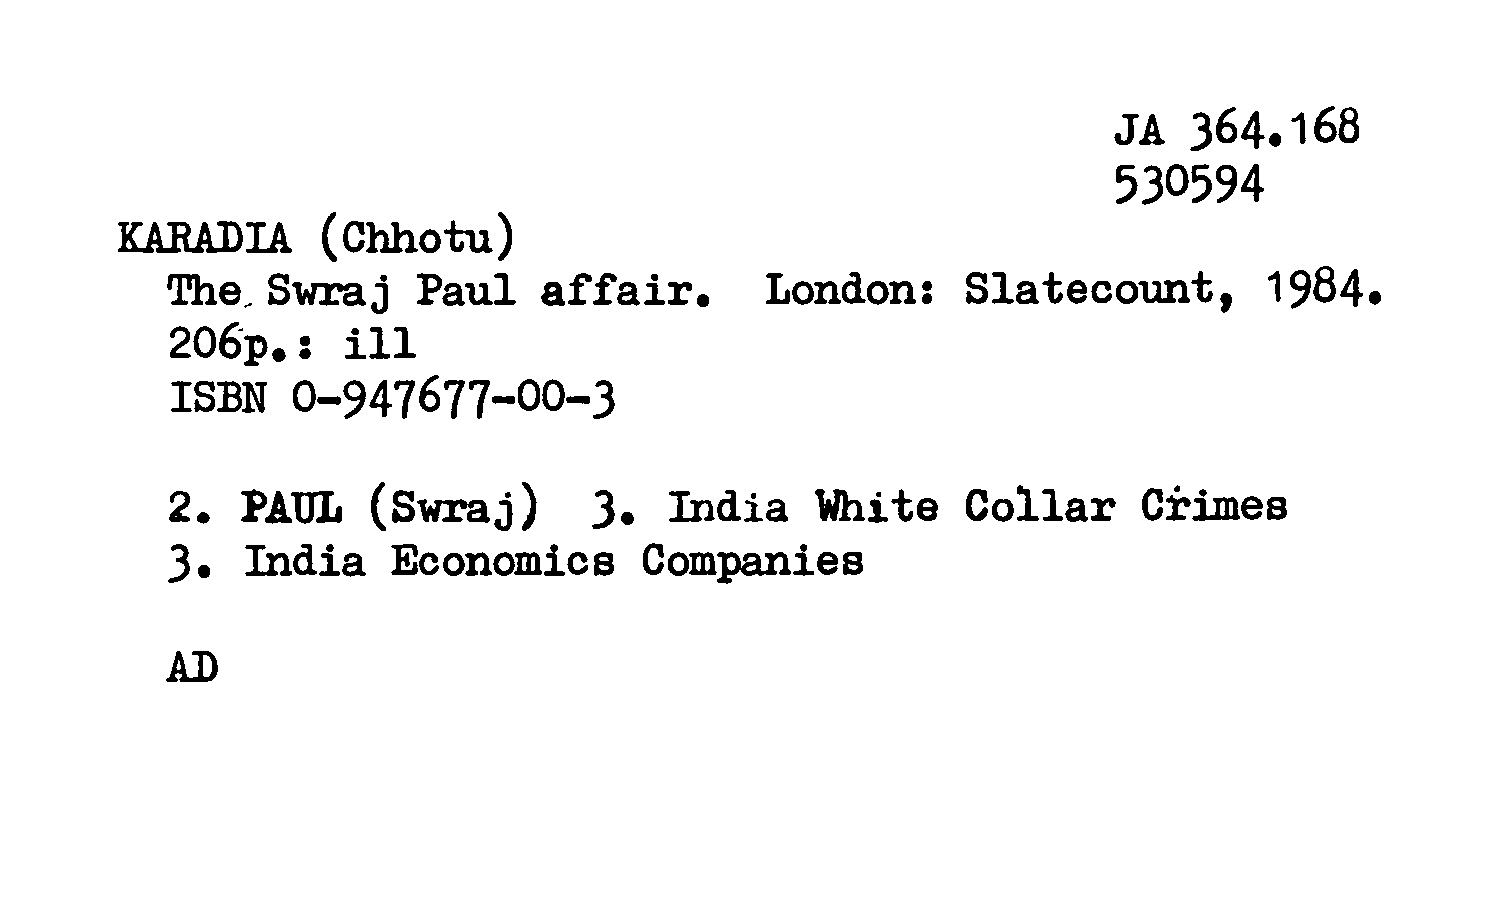 JA 364.168
530594
KARADIA (Chhotu)
The Swraj Paul affair. London: Slatecount, 1984.
206p.: ill
ISBN 0-947677-00-3
2. PAUL (Swraj) 3. India White Collar Crimes
3. India Economics Companies
AD